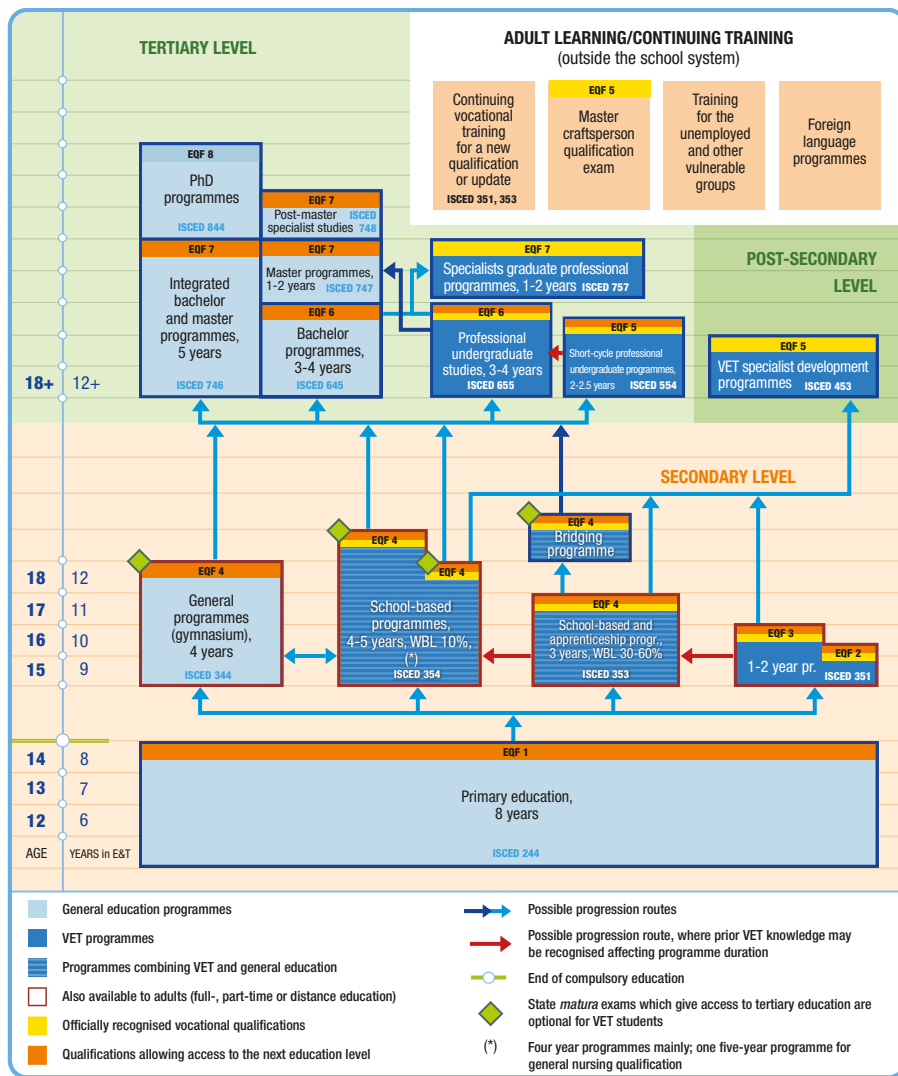 TERTIARY LEVEL
ADULT LEARNING/CONTINUING TRAINING
(outside the school system)
Continuing
vocational
training
for a new
qualification
or update
ISCED 351, 353
EQF 5
Master
craftsperson
qualification
exam
Training
for the
unemployed
and other
vulnerable
groups
Foreign
language
programmes
EQF 8
PhD
programmes
ISCED 844
EQF 7
Post-master ISCED
specialist studies 748
EQF 7
Integrated
bachelor
and master
programmes,
5 years
ISCED 746
EQF 7
Master programmes,
1-2 years ISCED 747
EQF 6
Bachelor
programmes,
3-4 years
ISCED 645
EQF 7
Specialists graduate professional
programmes, 1-2 years ISCED 757
EQF 6
Professional
undergraduate
studies, 3-4 years
ISCED 655
EQF 5
Short-cycle professional
undergraduate programmes,
2-2.5 years ISCED 554
POST-SECONDARY
LEVEL
EQF 5
VET specialist development
programmes ISCED 453
18+ 12+
SECONDARY LEVEL
EQF 4
Bridging
programme
EQF 4
General
programmes
(gymnasium),
4 years
ISCED 344
EQF 4
EQF 4
School-based
programmes,
4-5 years, WBL 10%,
(*)
ISCED 354
EQF 4
School-based and
apprenticeship progr.,
3 years, WBL 30-60%
ISCED 353
EQF 3
1-2 year pr.
EQF 2
ISCED 351
18 12
17 11
16 10
15 9
14 8
13 7
12 6
AGE YEARS in E&T
EQF 1
Primary education,
8 years
ISCED 244
General education programmes
VET programmes
Programmes combining VET and general education
Also available to adults (full-, part-time or distance education)
Officially recognised vocational qualifications
Qualifications allowing access to the next education level
Possible progression routes
Possible progression route, where prior VET knowledge may
be recognised affecting programme duration
End of compulsory education
State matura exams which give access to tertiary education are
optional for VET students
(*) Four year programmes mainly; one five-year programme for
general nursing qualification